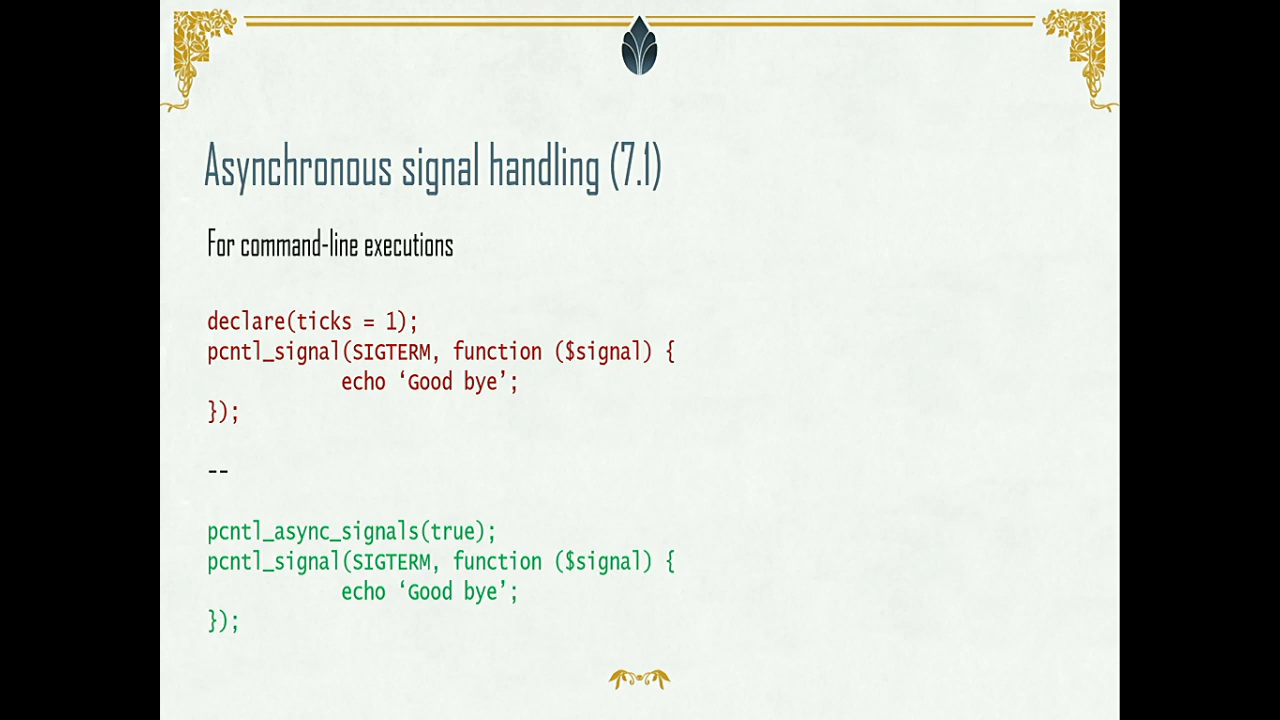 Asynchronous signal handling (7.1)
For command-line executions
declare(ticks = 1);
pcntl_signal(SIGTERM, function ($signal) {
echo ‘Good bye’;
});
--
pcntl_async_signals(true);
pcntl_signal(SIGTERM, function ($signal) {
echo ‘Good bye’;
});